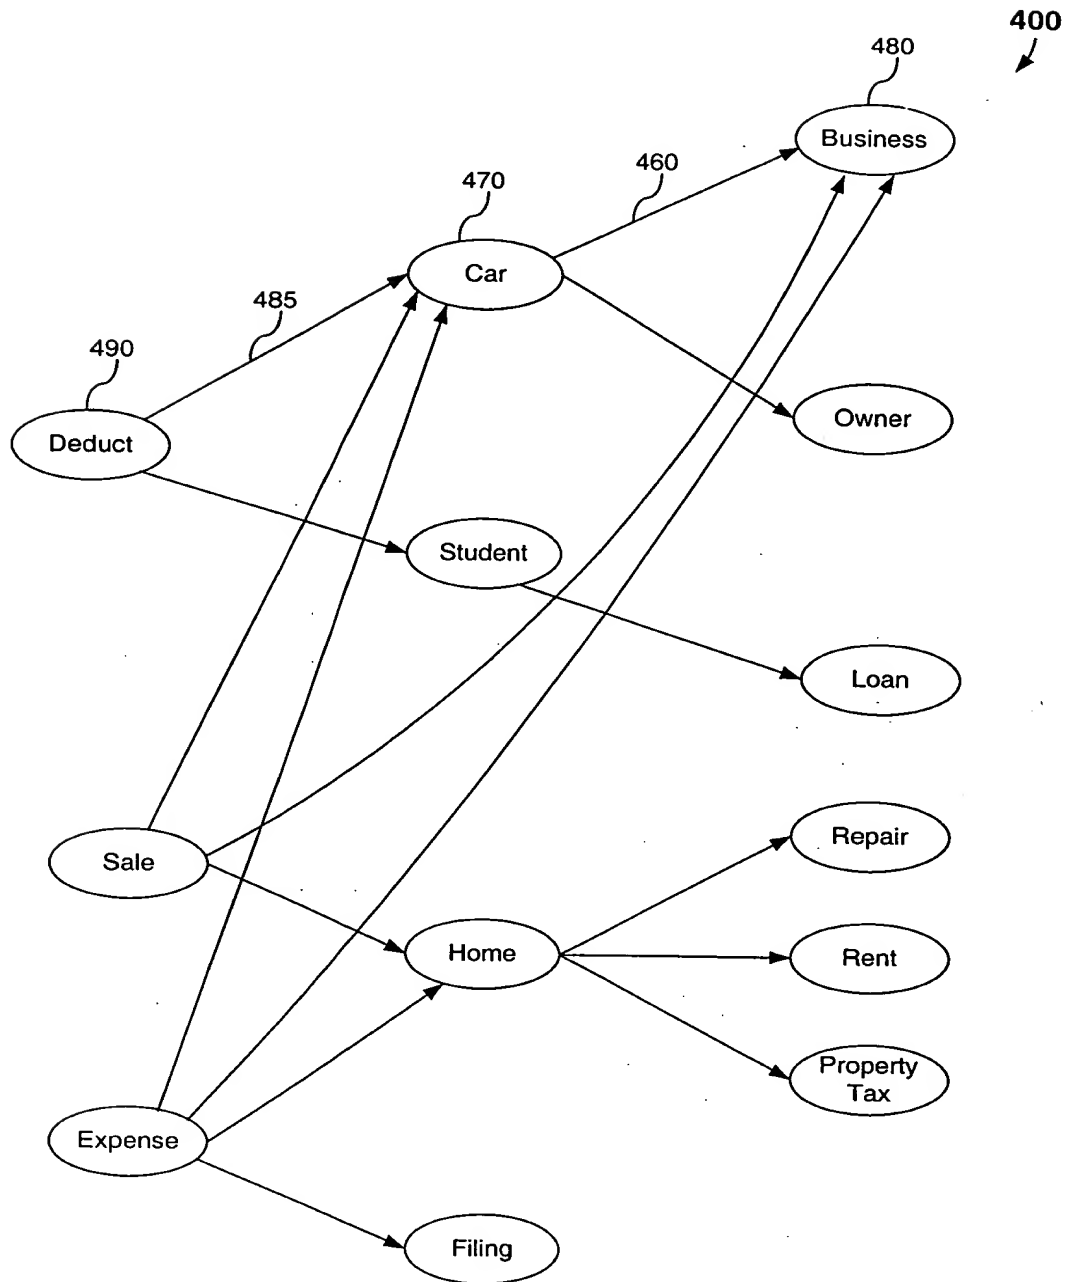 400
480
Business
460
470
Car
485
490
Deduct
Owner
Student
Loan
Sale
Repair
Home
Rent
Property
Tax
Expense
Filing